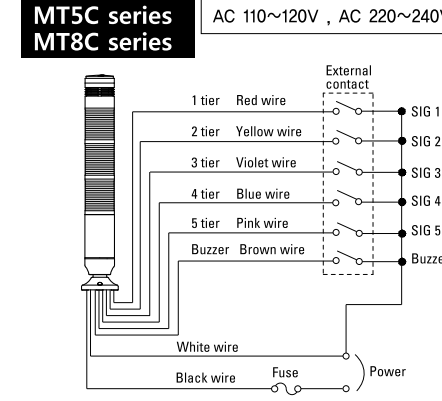 MT5C series
MT8C series
AC 110~120V , AC 220~240V
External
contact
1 tier Red wire
SIG 1
2 tier Yellow wire
SIG 2
3 tier Violet wire
SIG 3
4 tier Blue wire
SIG 4
5 tier Pink wire
SIG 5
Buzzer Brown wire
Buzze
White wire
Black wire
Fuse
Power